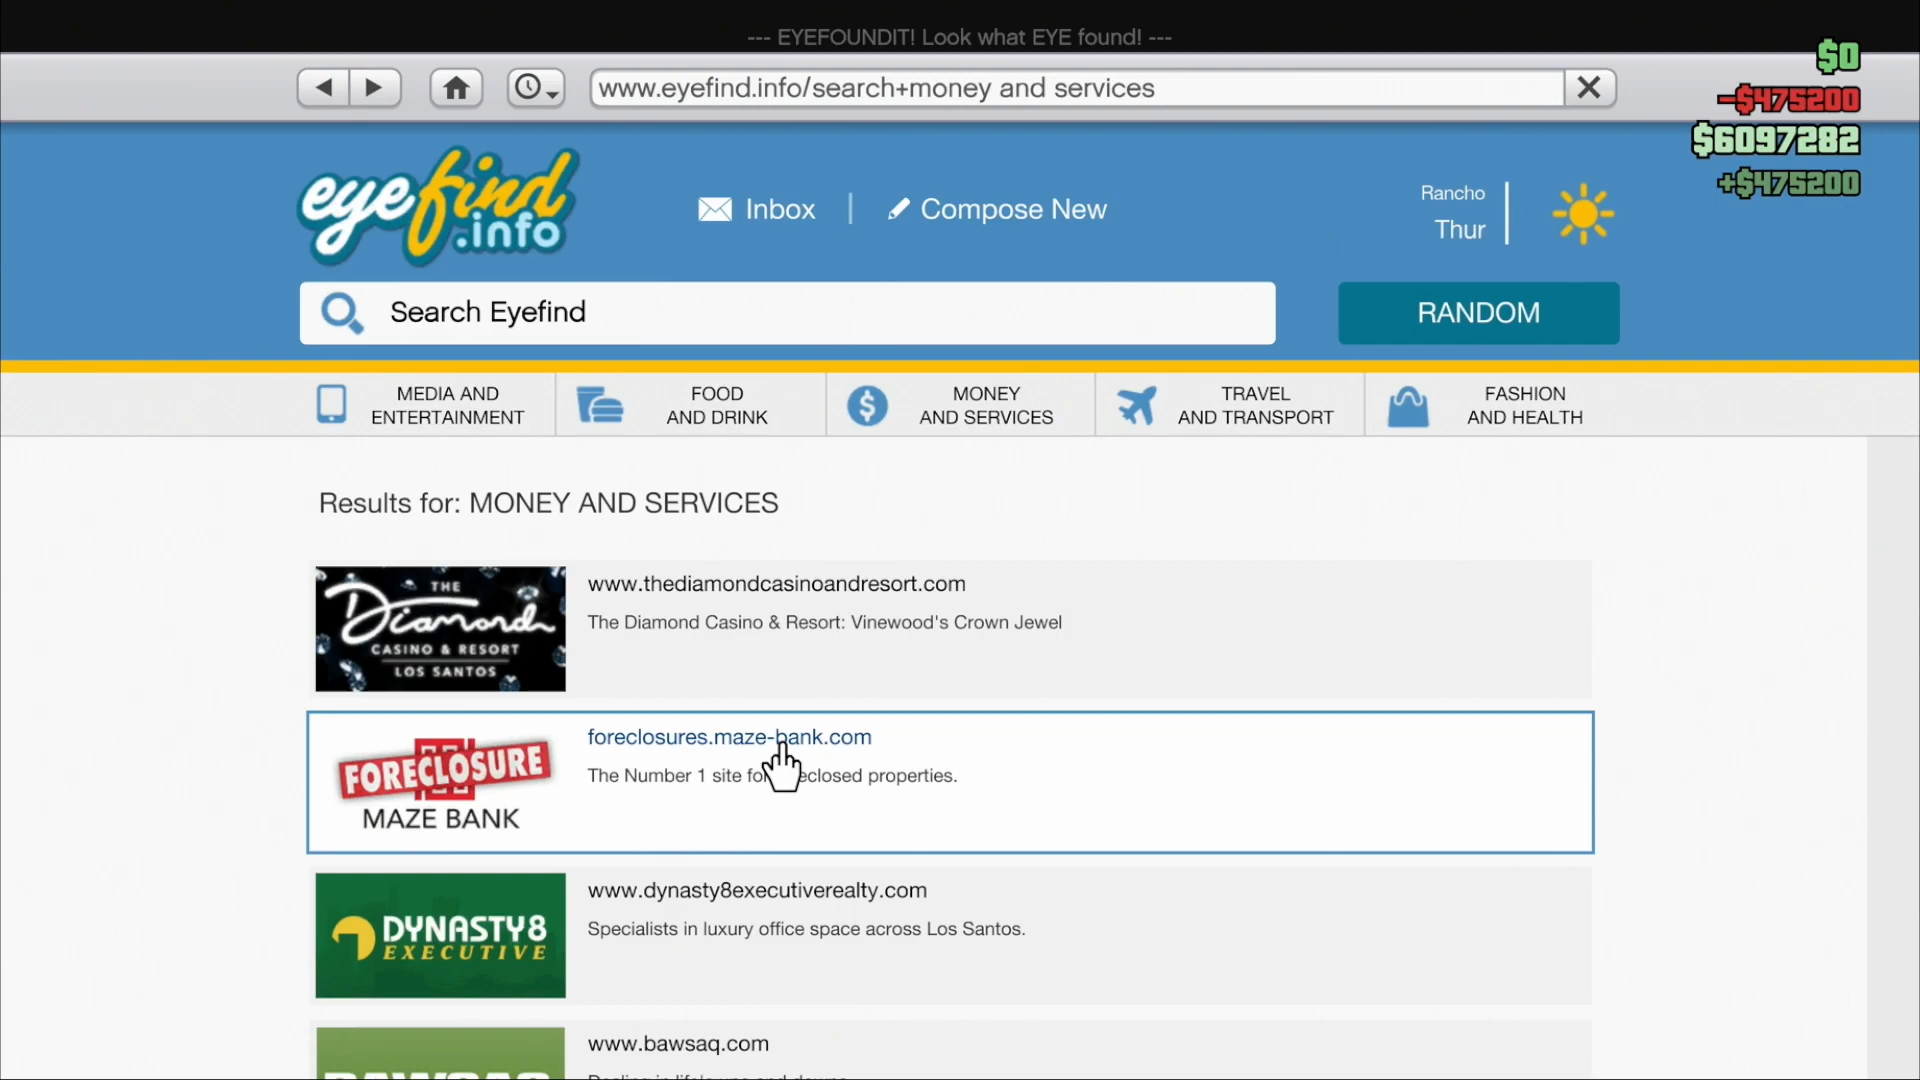 --- EYEFOUNDIT! Look what EYE found! ---
www.eyefind.info/search+money and services
$0
-$475200
$6097282
+$475200
eyefind
.info
Inbox
Compose New
Rancho
Thur
Search Eyefind
RANDOM
MEDIA AND
ENTERTAINMENT
FOOD
AND DRINK
MONEY
AND SERVICES
TRAVEL
AND TRANSPORT
FASHION
AND HEALTH
Results for: MONEY AND SERVICES
THE
Diamond
CASINO & RESORT
LOS SANTOS
www.thediamondcasinoandresort.com
The Diamond Casino & Resort: Vinewood's Crown Jewel
FORECLOSURE
MAZE BANK
foreclosures.maze-bank.com
The Number 1 site fo eclosed properties.
DYNASTY8
EXECUTIVE
www.dynasty8executiverealty.com
Specialists in luxury office space across Los Santos.
www.bawsaq.com